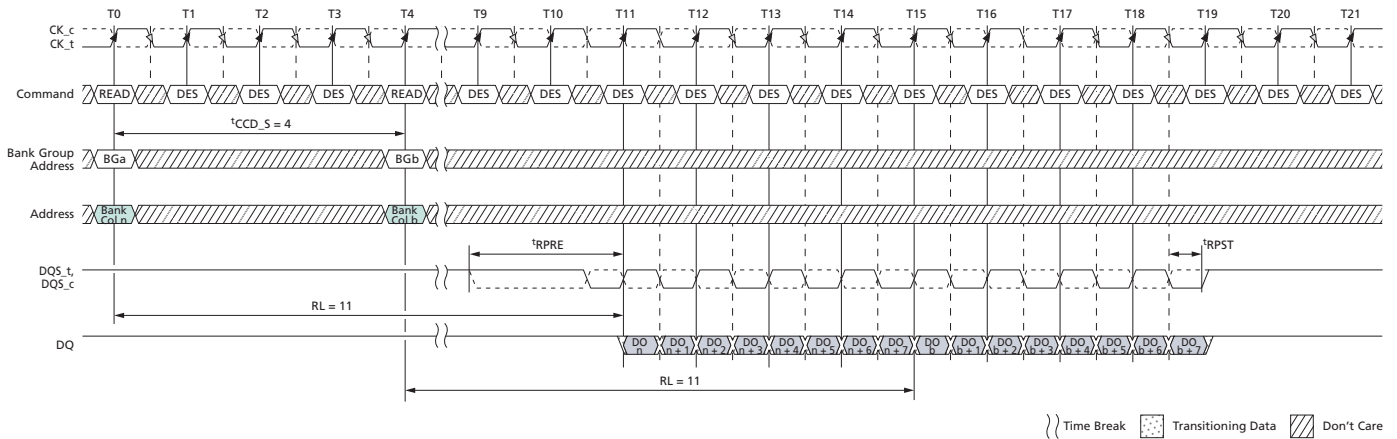 T0 T1 T2 T3 T4 T9 T10 T11 T12 T13 T14 T15 T16 T17 T18 T19 T20 T21
CK_c
CK_t
Command READ DES DES DES READ DES DES DES DES DES DES DES DES DES DES DES DES DES
tCCD_S = 4
Bank Group
Address
BGa BGb
Address
Bank
Col n
Bank
Col b
tRPRE tRPST
DQS_t,
DQS_c
RL = 11
DQ
DO
n
DO
n + 1
DO
n + 2
DO
n + 3
DO
n + 4
DO
n + 5
DO
n + 6
DO
n + 7
DO
b
DO
b + 1
DO
b + 2
DO
b + 3
DO
b + 4
DO
b + 5
DO
b + 6
DO
b + 7
RL = 11
Time Break Transitioning Data Don't Care